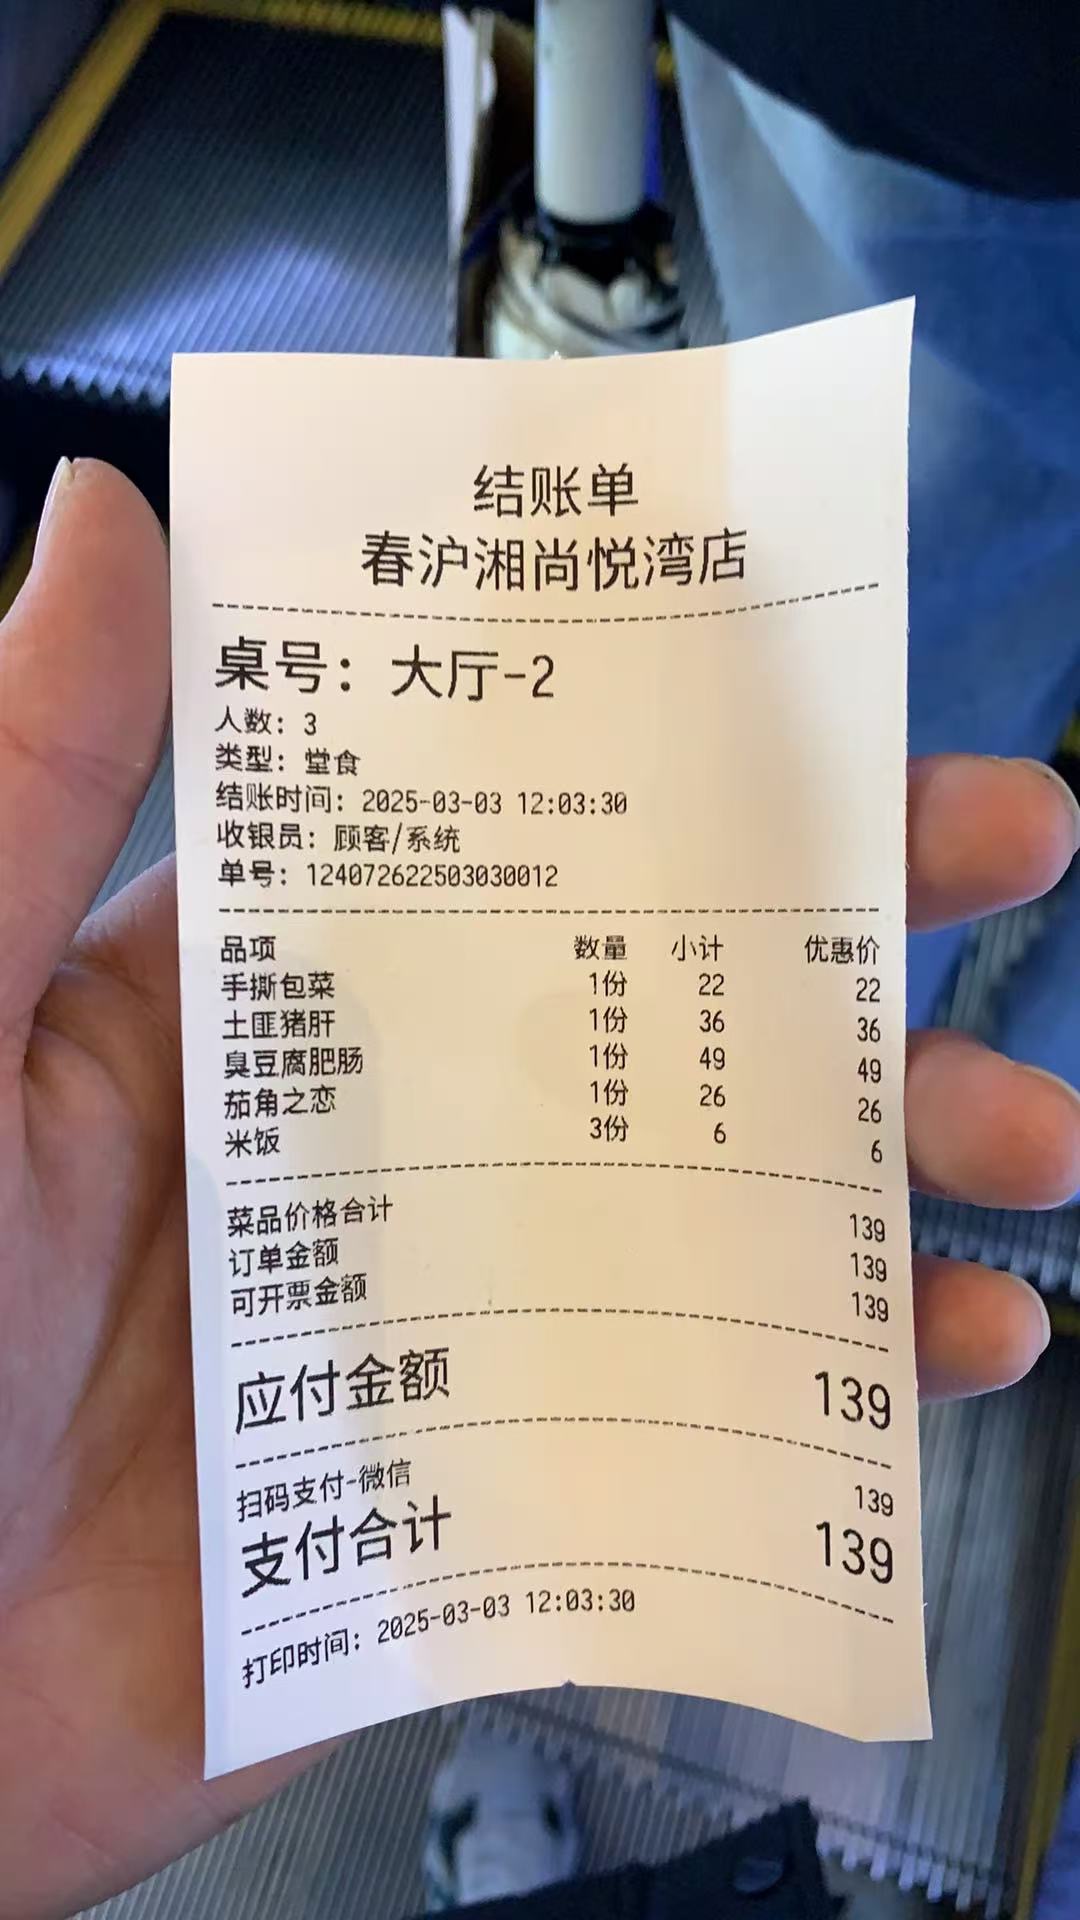 结账单
春沪湘尚悦湾店
桌号：大厅-2
人数：3
类型：堂食
结账时间：2025-03-03 12:03:30
收银员：顾客/系统
单号：124072622503030012
品项 数量 小计 优惠价
手撕包菜 1份 22 22
土匪猪肝 1份 36 36
臭豆腐肥肠 1份 49 49
茄角之恋 1份 26 26
米饭 3份 6 6
菜品价格合计 139
订单金额 139
可开票金额 139
应付金额 139
扫码支付-微信 139
支付合计 139
打印时间：2025-03-03 12:03:30